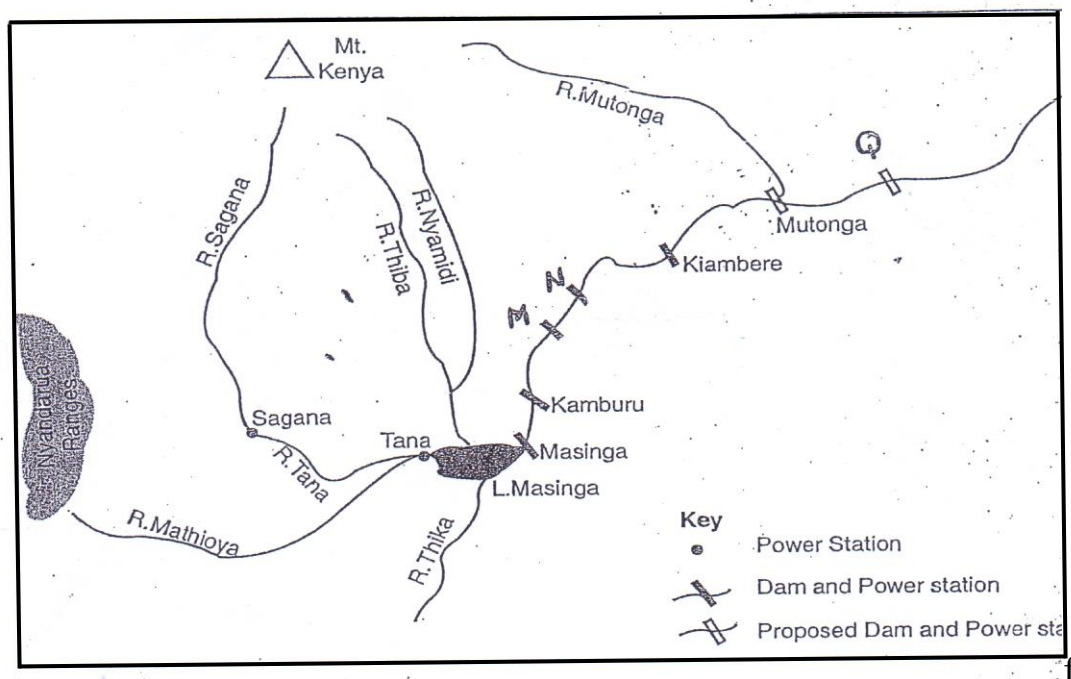 Mt.
Kenya
R.Mutonga
Q
R.Sagana
R.Thiba
R.Nyamidi
Mutonga
Kiambere
N
M
Nyandarua
Ranges
Kamburu
Sagana
Tana
Masinga
R.Tana
L.Masinga
R.Mathioya
R.Thika
Key
Power Station
Dam and Power station
Proposed Dam and Power sta